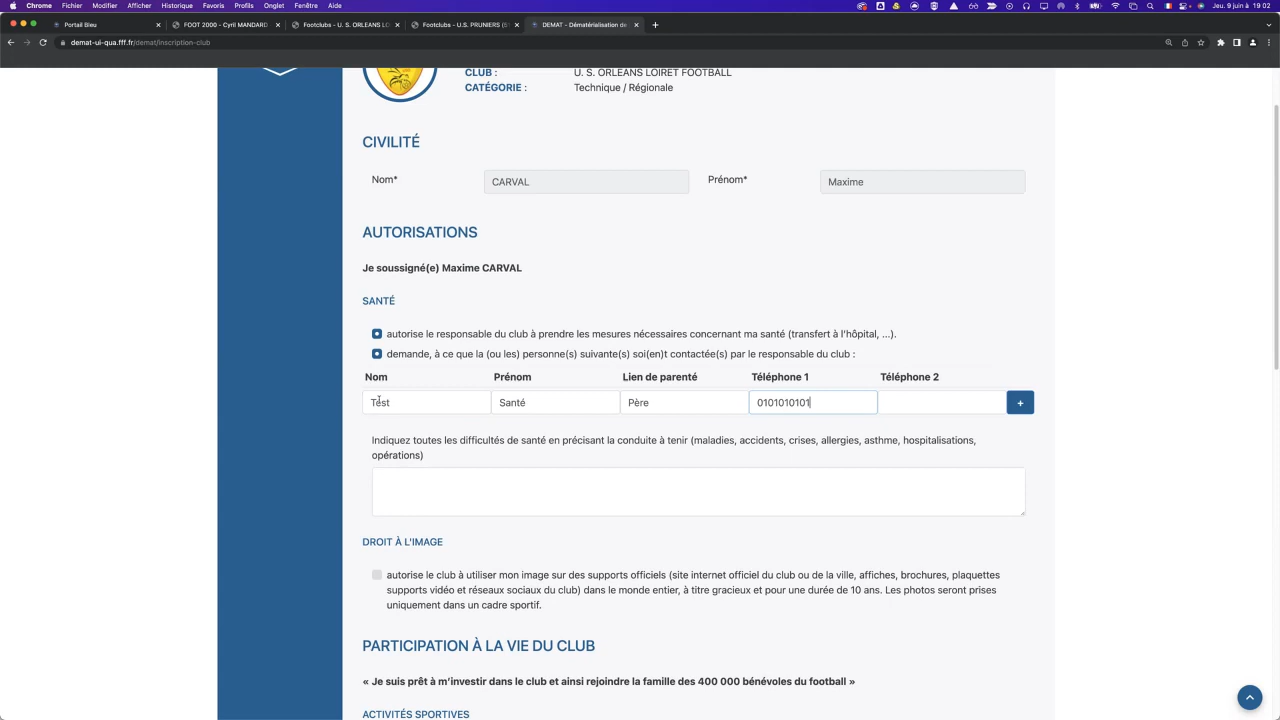 Chrome Fichier Modifier Afficher Historique Favoris Profils Onglet Fenêtre Aide Jeu. 9 juin à 19:02
Portail Bleu FOOT 2000 - Cyril MANDARD Footclubs - U. S. ORLEANS LO Footclubs - U.S. PRUNIERS (5 DEMAT - Dématérialisation de
demat-ui-qua.fff.fr/demat/inscription-club
CLUB : U. S. ORLEANS LOIRET FOOTBALL
CATÉGORIE : Technique / Régionale
CIVILITÉ
Nom* CARVAL Prénom* Maxime
AUTORISATIONS
Je soussigné(e) Maxime CARVAL
SANTÉ
autorise le responsable du club à prendre les mesures nécessaires concernant ma santé (transfert à l'hôpital, ...).
demande, à ce que la (ou les) personne(s) suivante(s) soi(en)t contactée(s) par le responsable du club :
Nom Prénom Lien de parenté Téléphone 1 Téléphone 2
Test Santé Père 0101010101 +
Indiquez toutes les difficultés de santé en précisant la conduite à tenir (maladies, accidents, crises, allergies, asthme, hospitalisations,
opérations)
DROIT À L'IMAGE
autorise le club à utiliser mon image sur des supports officiels (site internet officiel du club ou de la ville, affiches, brochures, plaquettes
supports vidéo et réseaux sociaux du club) dans le monde entier, à titre gracieux et pour une durée de 10 ans. Les photos seront prises
uniquement dans un cadre sportif.
PARTICIPATION À LA VIE DU CLUB
« Je suis prêt à m'investir dans le club et ainsi rejoindre la famille des 400 000 bénévoles du football »
ACTIVITÉS SPORTIVES